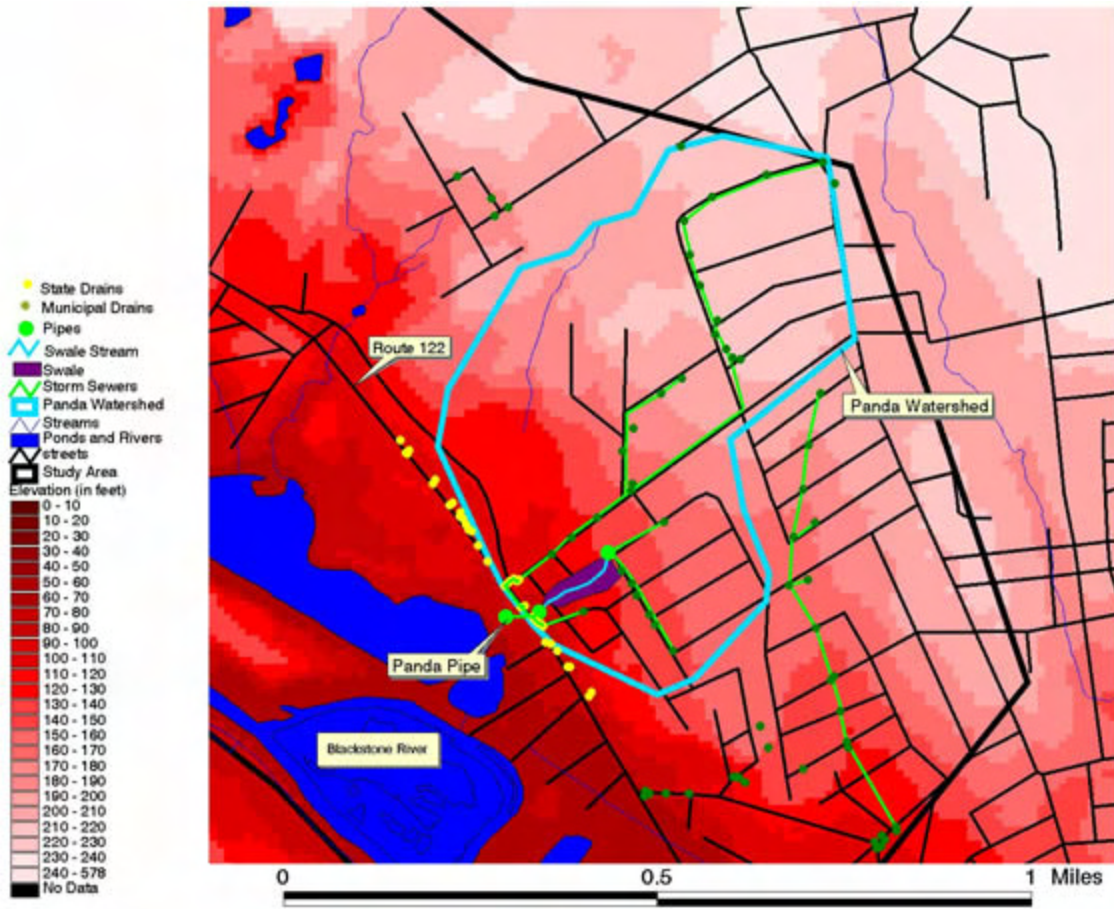 State Drains
Municipal Drains
Pipes
Swale Stream
Swale
Storm Sewers
Panda Watershed
Streams
Ponds and Rivers
streets
Study Area
Elevation (in feet)
0 - 10
10 - 20
20 - 30
30 - 40
40 - 50
50 - 60
60 - 70
70 - 80
80 - 90
90 - 100
100 - 110
110 - 120
120 - 130
130 - 140
140 - 150
150 - 160
160 - 170
170 - 180
180 - 190
190 - 200
200 - 210
210 - 220
220 - 230
230 - 240
240 - 578
No Data
Route 122
Panda Watershed
Panda Pipe
Blackstone River
0 0.5 1 Miles